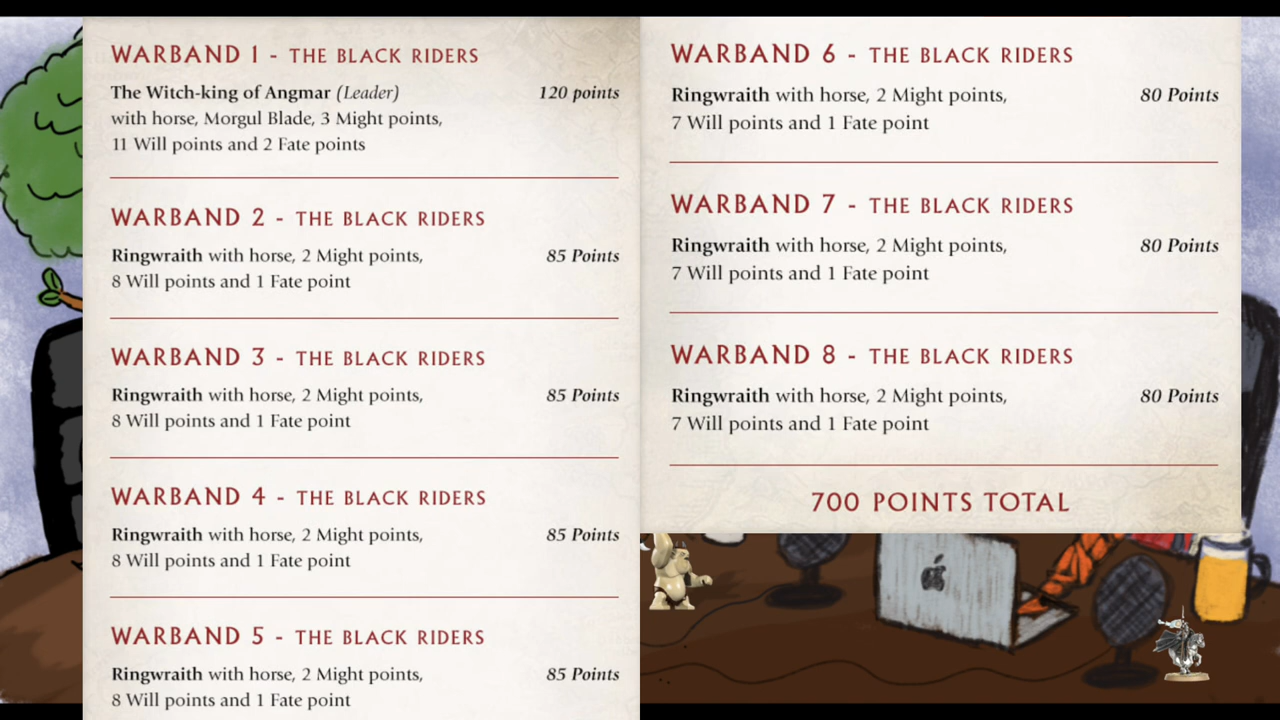 WARBAND 1 - THE BLACK RIDERS
The Witch-king of Angmar (Leader) 120 points
with horse, Morgul Blade, 3 Might points,
11 Will points and 2 Fate points
WARBAND 2 - THE BLACK RIDERS
Ringwraith with horse, 2 Might points, 85 Points
8 Will points and 1 Fate point
WARBAND 3 - THE BLACK RIDERS
Ringwraith with horse, 2 Might points, 85 Points
8 Will points and 1 Fate point
WARBAND 4 - THE BLACK RIDERS
Ringwraith with horse, 2 Might points, 85 Points
8 Will points and 1 Fate point
WARBAND 5 - THE BLACK RIDERS
Ringwraith with horse, 2 Might points, 85 Points
8 Will points and 1 Fate point
WARBAND 6 - THE BLACK RIDERS
Ringwraith with horse, 2 Might points, 80 Points
7 Will points and 1 Fate point
WARBAND 7 - THE BLACK RIDERS
Ringwraith with horse, 2 Might points, 80 Points
7 Will points and 1 Fate point
WARBAND 8 - THE BLACK RIDERS
Ringwraith with horse, 2 Might points, 80 Points
7 Will points and 1 Fate point
700 POINTS TOTAL